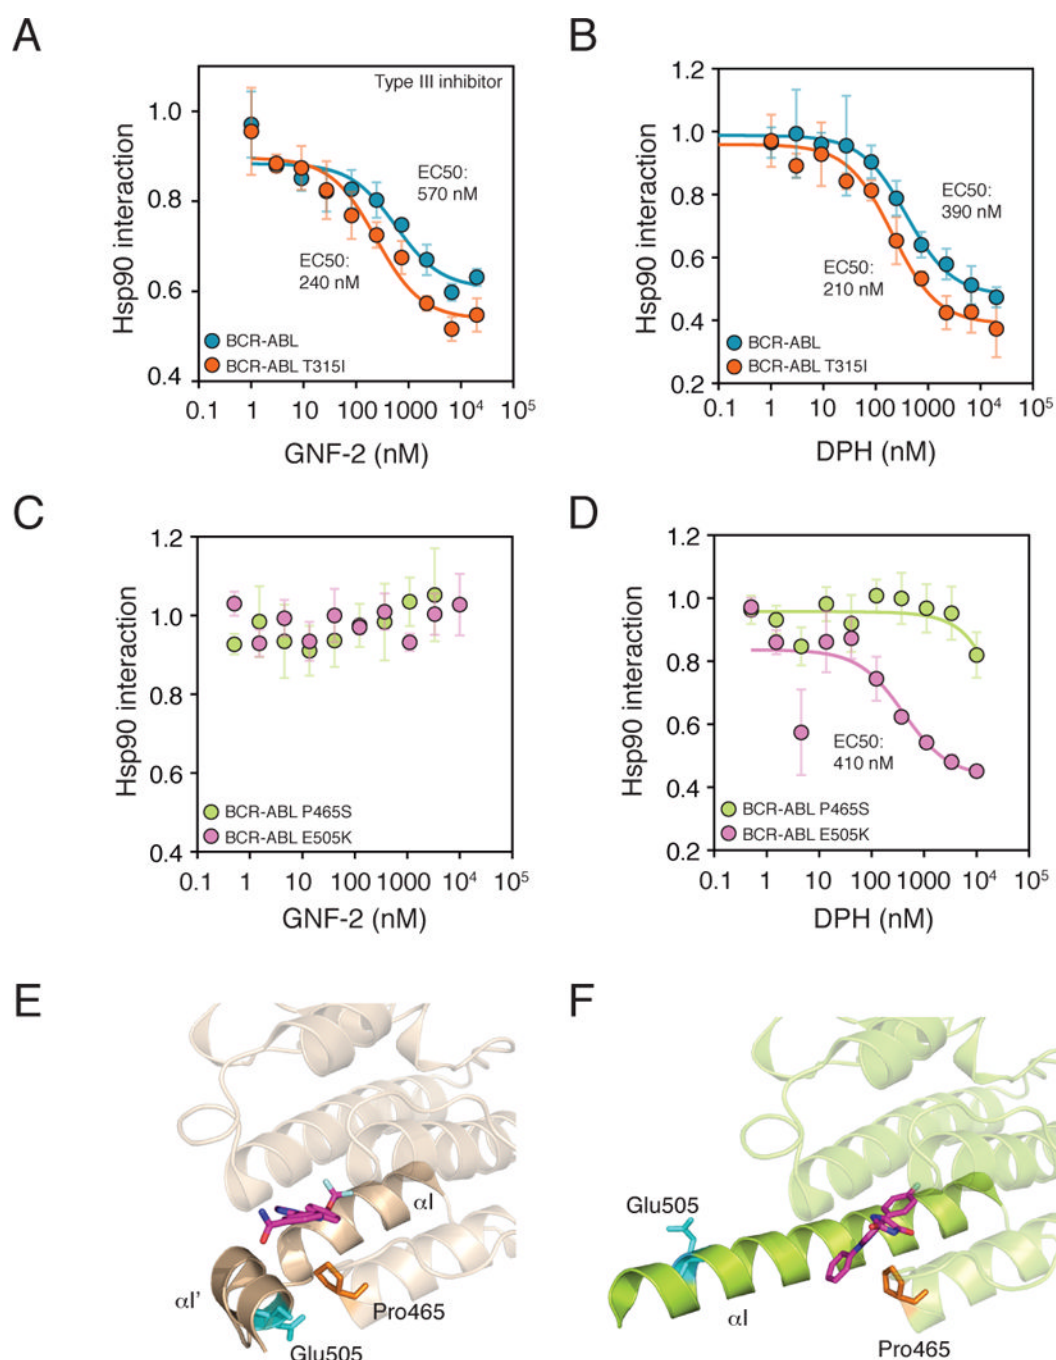 A
Type III inhibitor
1.0
0.8
0.6
0.4
Hsp90 interaction
EC50:
570 nM
EC50:
240 nM
BCR-ABL
BCR-ABL T315I
0.1 1 10 100 1000 10⁴ 10⁵
GNF-2 (nM)
B
1.2
1.0
0.8
0.6
0.4
0.2
Hsp90 interaction
EC50:
390 nM
EC50:
210 nM
BCR-ABL
BCR-ABL T315I
0.1 1 10 100 1000 10⁴ 10⁵
DPH (nM)
C
1.2
1.0
0.8
0.6
0.4
Hsp90 interaction
BCR-ABL P465S
BCR-ABL E505K
0.1 1 10 100 1000 10⁴ 10⁵
GNF-2 (nM)
D
1.2
1.0
0.8
0.6
0.4
0.2
Hsp90 interaction
EC50:
410 nM
BCR-ABL P465S
BCR-ABL E505K
0.1 1 10 100 1000 10⁴ 10⁵
DPH (nM)
E
αI
αI’
Pro465
Glu505
F
Glu505
αI
Pro465